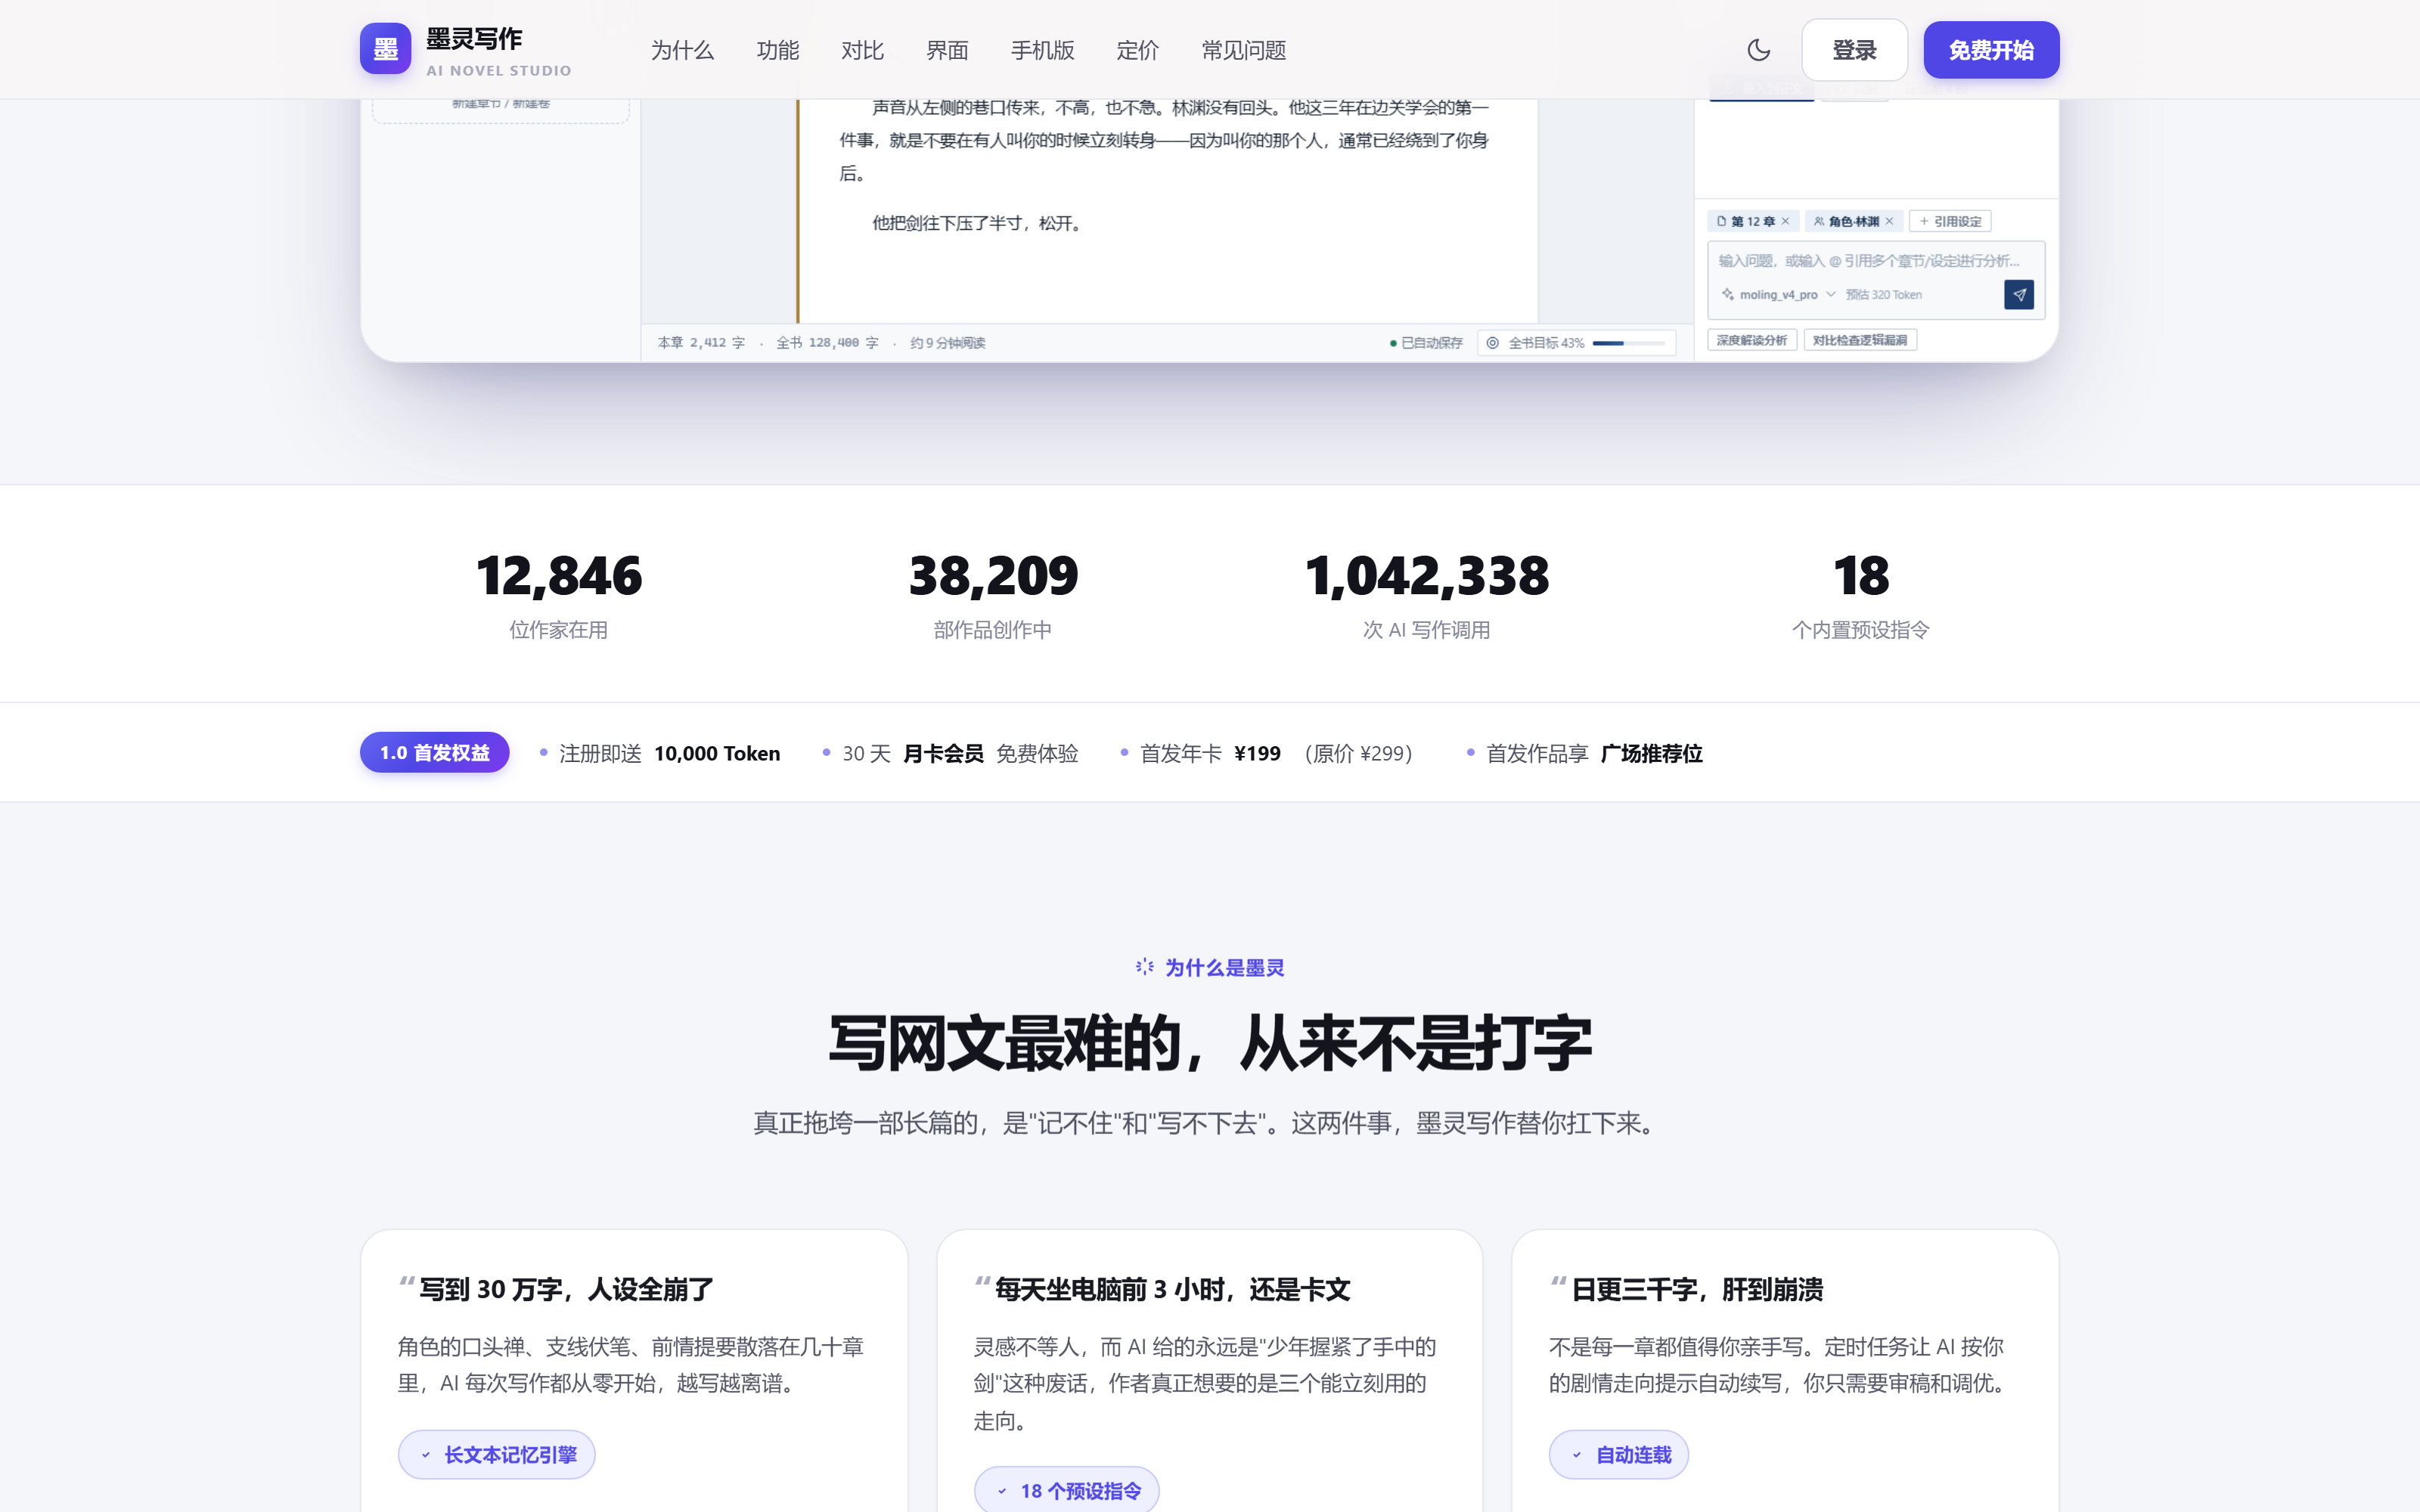 墨
墨灵写作
AI NOVEL STUDIO
为什么
功能
对比
界面
手机版
定价
常见问题
登录
免费开始
新建章节 / 新建卷
声音从左侧的巷口传来，不高，也不急。林渊没有回头。他这三年在边关学会的第一
件事，就是不要在有人叫你的时候立刻转身——因为叫你的那个人，通常已经绕到了你身
后。
他把剑往下压了半寸，松开。
第 12 章 ×
角色·林渊 ×
+ 引用设定
输入问题，或输入 @ 引用多个章节/设定进行分析...
moling_v4_pro
预估 320 Token
深度解读分析
对比检查逻辑漏洞
本章 2,412 字 · 全书 128,400 字 · 约 9 分钟阅读
已自动保存
全书目标 43%
12,846
位作家在用
38,209
部作品创作中
1,042,338
次 AI 写作调用
18
个内置预设指令
1.0 首发权益
注册即送 10,000 Token
30 天 月卡会员 免费体验
首发年卡 ¥199 （原价 ¥299）
首发作品享 广场推荐位
为什么是墨灵
写网文最难的，从来不是打字
真正拖垮一部长篇的，是"记不住"和"写不下去"。这两件事，墨灵写作替你扛下来。
“写到 30 万字，人设全崩了
角色的口头禅、支线伏笔、前情提要散落在几十章
里，AI 每次写作都从零开始，越写越离谱。
长文本记忆引擎
“每天坐电脑前 3 小时，还是卡文
灵感不等人，而 AI 给的永远是"少年握紧了手中的
剑"这种废话，作者真正想要的是三个能立刻用的
走向。
18 个预设指令
“日更三千字，肝到崩溃
不是每一章都值得你亲手写。定时任务让 AI 按你
的剧情走向提示自动续写，你只需要审稿和调优。
自动连载